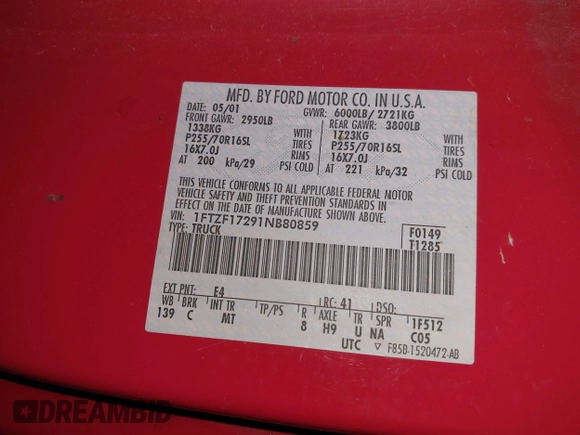 MFD. BY FORD MOTOR CO. IN U.S.A.
DATE: 05/01 GVWR: 6000LB/ 2721KG
FRONT GAWR: 2950LB REAR GAWR: 3800LB
1338KG WITH 1723KG WITH
P255/70R16SL TIRES P255/70R16SL TIRES
16X7.0J RIMS 16X7.0J RIMS
AT 200 kPa/29 PSI COLD AT 221 kPa/32 PSI COLD
THIS VEHICLE CONFORMS TO ALL APPLICABLE FEDERAL MOTOR
VEHICLE SAFETY AND THEFT PREVENTION STANDARDS IN
EFFECT ON THE DATE OF MANUFACTURE SHOWN ABOVE.
VIN: 1FTZF17291NB80859 F0149
TYPE: TRUCK T1285
EXT PNT: E4 RC: 41 DSO:
WB BRK INT TR TP/PS R AXLE TR SPR 1F512
139 C MT 8 H9 U NA C05
UTC ▽ F85B-1520472-AB
DREAMBID